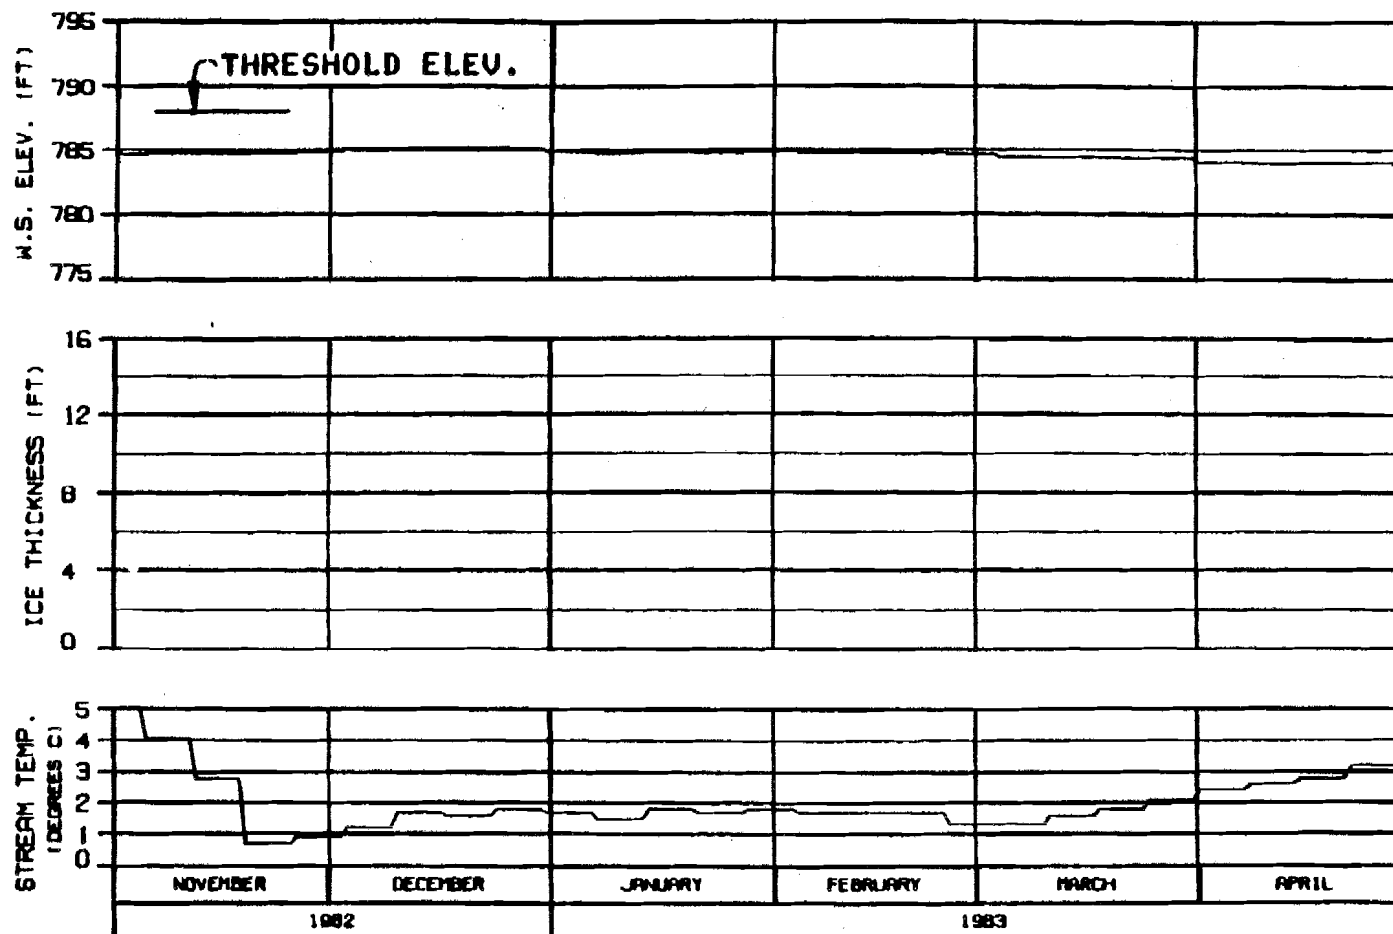 795
THRESHOLD ELEV.
790
785
780
775
W.S. ELEV. (FT)
16
12
8
4
0
ICE THICKNESS (FT)
5
4
3
2
1
0
STREAM TEMP.
(DEGREES C)
NOVEMBER DECEMBER JANUARY FEBRUARY MARCH APRIL
1982 1983